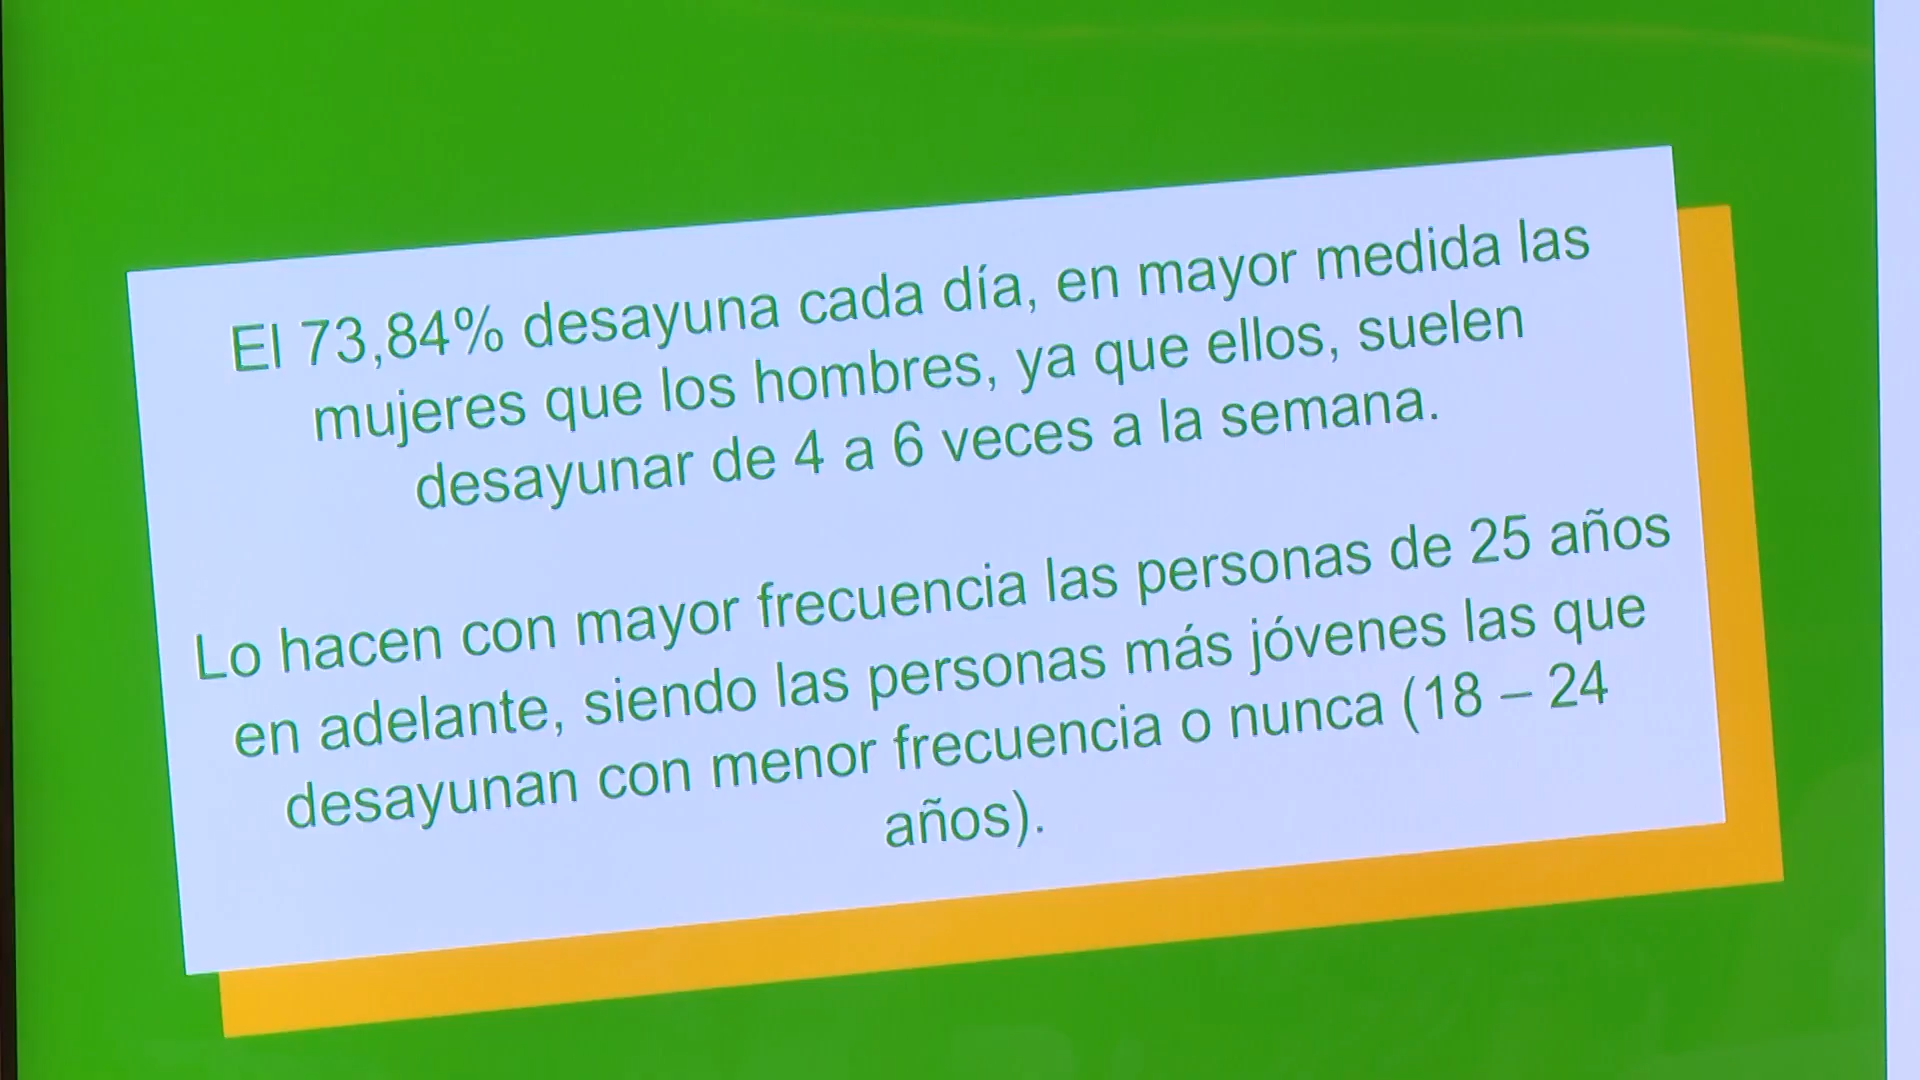 El 73,84% desayuna cada día, en mayor medida las
mujeres que los hombres, ya que ellos, suelen
desayunar de 4 a 6 veces a la semana.
Lo hacen con mayor frecuencia las personas de 25 años
en adelante, siendo las personas más jóvenes las que
desayunan con menor frecuencia o nunca (18 – 24
años).